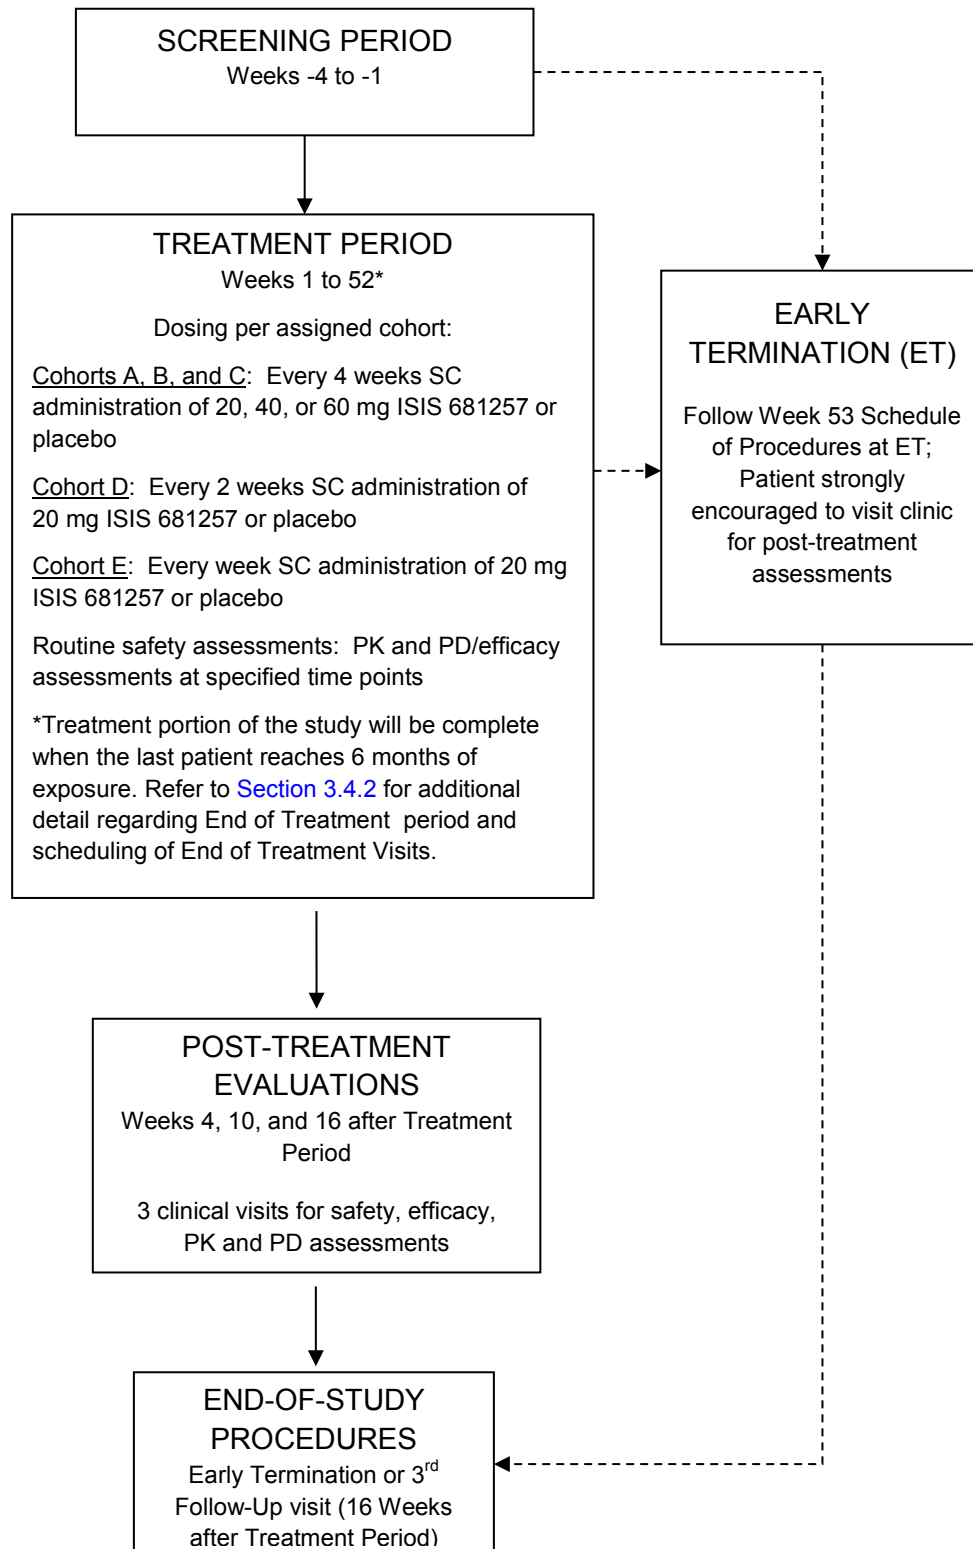 SCREENING PERIOD
Weeks -4 to -1
TREATMENT PERIOD
Weeks 1 to 52*
Dosing per assigned cohort:
Cohorts A, B, and C:  Every 4 weeks SC
administration of 20, 40, or 60 mg ISIS 681257 or
placebo
Cohort D:  Every 2 weeks SC administration of
20 mg ISIS 681257 or placebo
Cohort E:  Every week SC administration of 20 mg
ISIS 681257 or placebo
Routine safety assessments:  PK and PD/efficacy
assessments at specified time points
*Treatment portion of the study will be complete
when the last patient reaches 6 months of
exposure. Refer to Section 3.4.2 for additional
detail regarding End of Treatment  period and
scheduling of End of Treatment Visits.
EARLY
TERMINATION (ET)
Follow Week 53 Schedule
of Procedures at ET;
Patient strongly
encouraged to visit clinic
for post-treatment
assessments
POST-TREATMENT
EVALUATIONS
Weeks 4, 10, and 16 after Treatment
Period
3 clinical visits for safety, efficacy,
PK and PD assessments
END-OF-STUDY
PROCEDURES
Early Termination or 3rd
Follow-Up visit (16 Weeks
after Treatment Period)